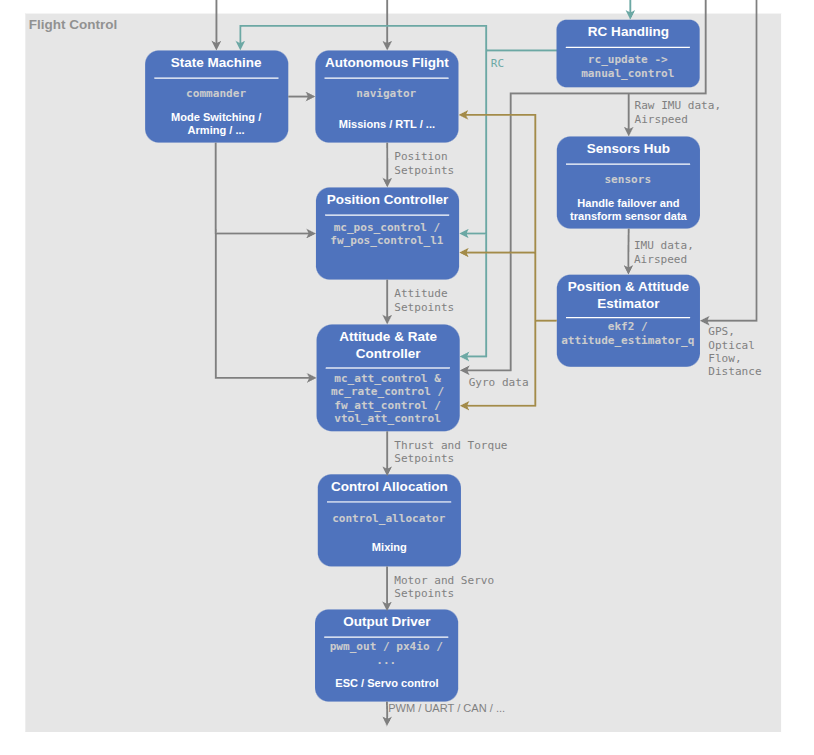 Flight Control
State Machine
commander
Mode Switching /
Arming / ...
Autonomous Flight
navigator
Missions / RTL / ...
RC
RC Handling
rc_update ->
manual_control
Raw IMU data,
Airspeed
Sensors Hub
sensors
Handle failover and
transform sensor data
Position
Setpoints
Position Controller
mc_pos_control /
fw_pos_control_l1
IMU data,
Airspeed
Position & Attitude
Estimator
ekf2 /
attitude_estimator_q
GPS,
Optical
Flow,
Distance
Attitude
Setpoints
Attitude & Rate
Controller
mc_att_control &
mc_rate_control /
fw_att_control /
vtol_att_control
Gyro data
Thrust and Torque
Setpoints
Control Allocation
control_allocator
Mixing
Motor and Servo
Setpoints
Output Driver
pwm_out / px4io /
...
ESC / Servo control
PWM / UART / CAN / ...